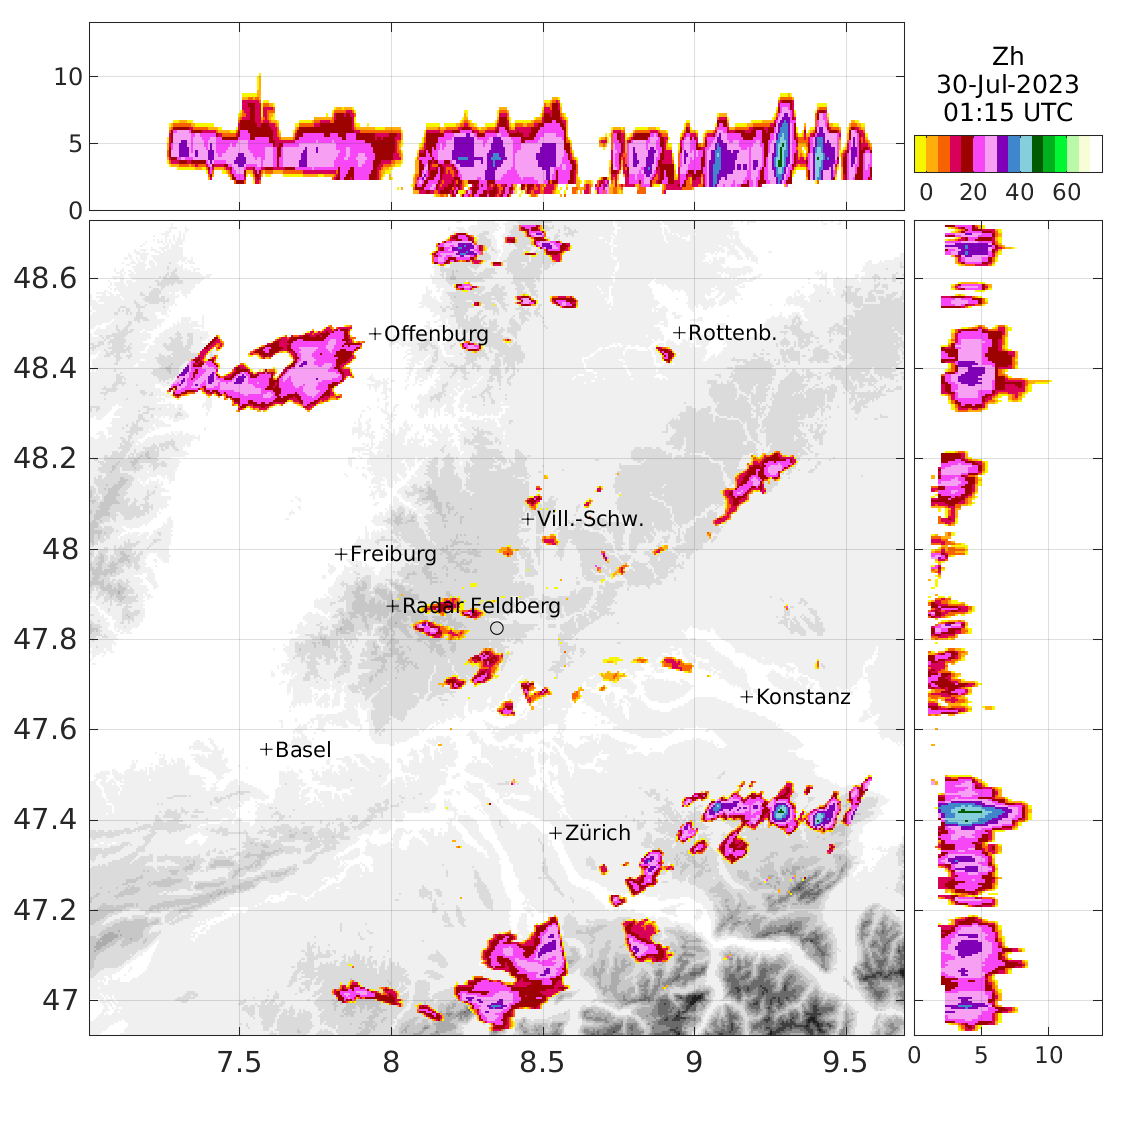 Zh
30-Jul-2023
01:15 UTC
0 20 40 60
10
5
0
48.6
48.4
48.2
48
47.8
47.6
47.4
47.2
47
+Offenburg
+Rottenb.
+Vill.-Schw.
+Freiburg
+Radar Feldberg
+Konstanz
+Basel
+Zürich
7.5 8 8.5 9 9.5
0 5 10